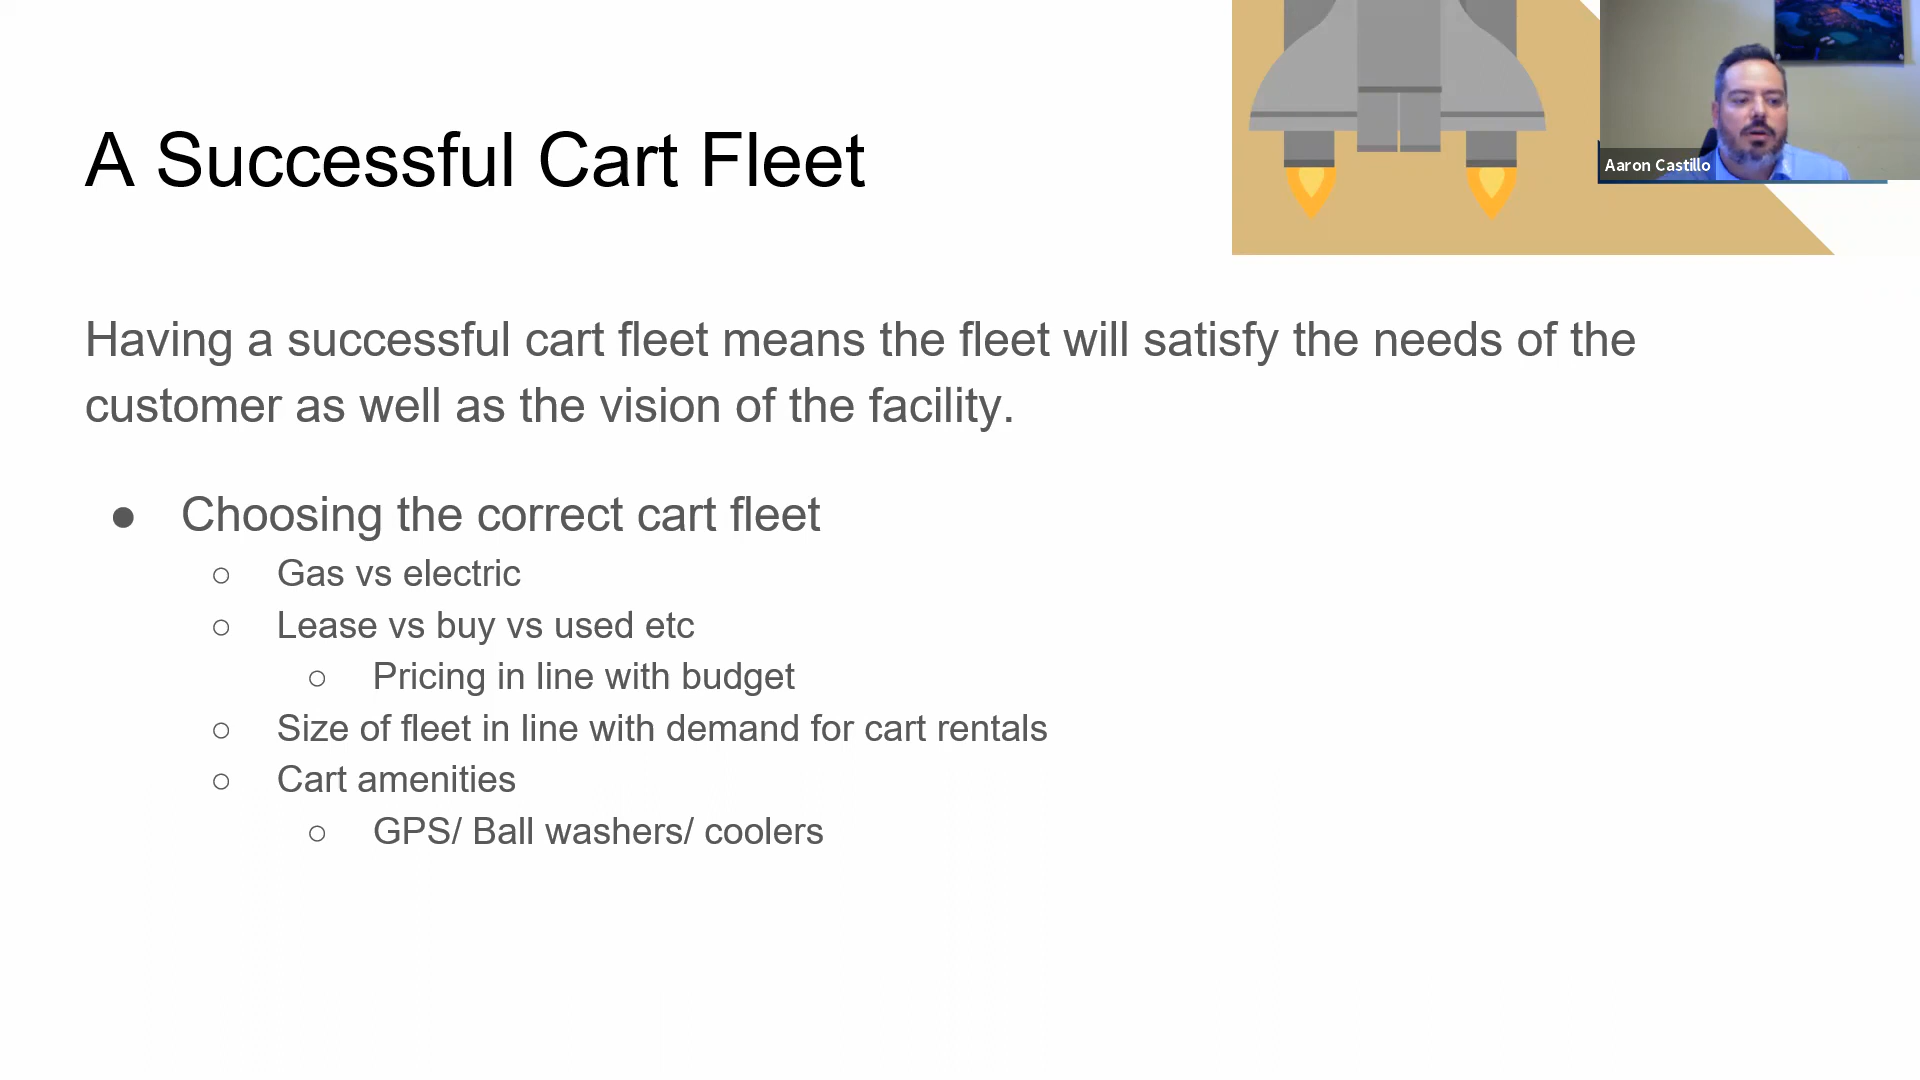 A Successful Cart Fleet
Aaron Castillo
Having a successful cart fleet means the fleet will satisfy the needs of the
customer as well as the vision of the facility.
● Choosing the correct cart fleet
○ Gas vs electric
○ Lease vs buy vs used etc
○ Pricing in line with budget
○ Size of fleet in line with demand for cart rentals
○ Cart amenities
○ GPS/ Ball washers/ coolers